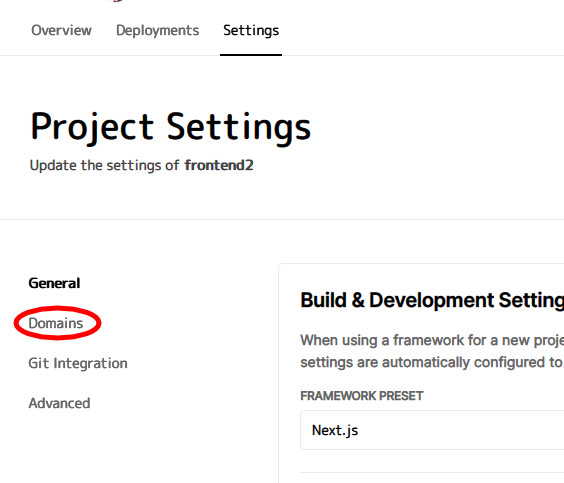 Overview Deployments Settings
Project Settings
Update the settings of frontend2
General
Domains
Git Integration
Advanced
Build & Development Setting
When using a framework for a new proje
settings are automatically configured to
FRAMEWORK PRESET
Next.js